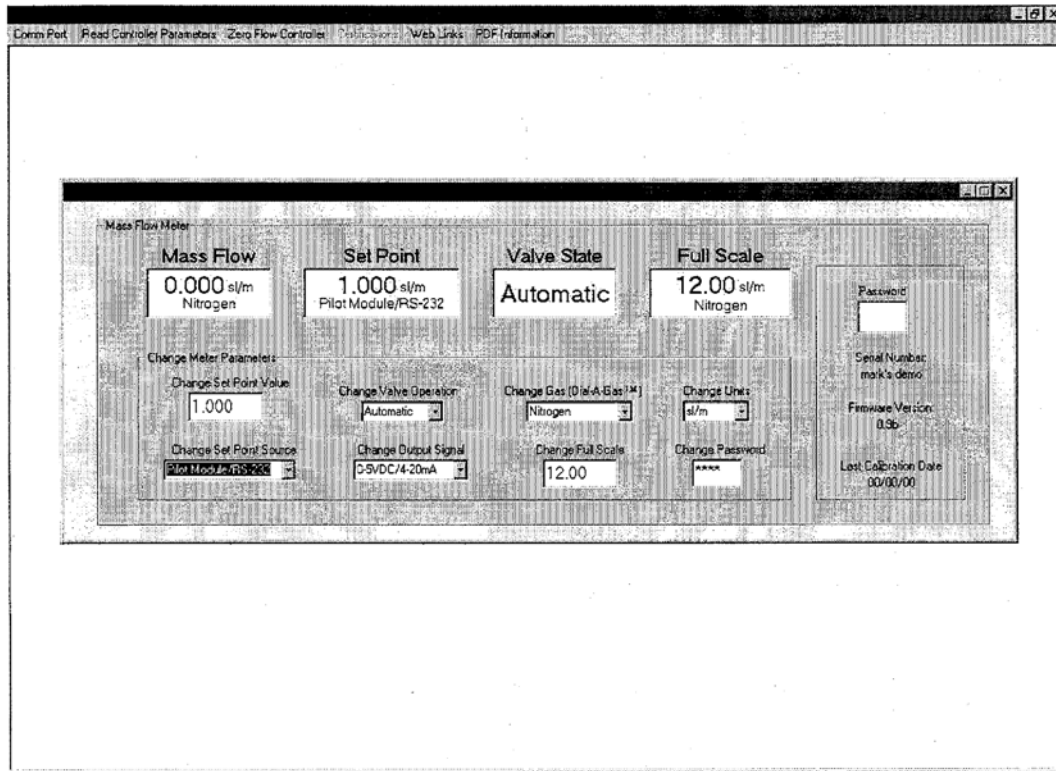 Comm Port Read Controller Parameters Zero Flow Controller Web Links PDF Information
Mass Flow Meter
Mass Flow Set Point Valve State Full Scale
0.000 sl/m 1.000 sl/m Automatic 12.00 sl/m
Nitrogen Pilot Module/RS-232 Nitrogen
Password
Serial Number:
mark's demo
Firmware Version:
0.9b
Last Calibration Date
00/00/00
Change Meter Parameters
Change Set Point Value Change Valve Operation Change Gas (Dial-A-Gas™) Change Units
1.000 Automatic Nitrogen sl/m
Change Set Point Source Change Output Signal Change Full Scale Change Password
Pilot Module/RS-232 0-5VDC/4-20mA 12.00 ****